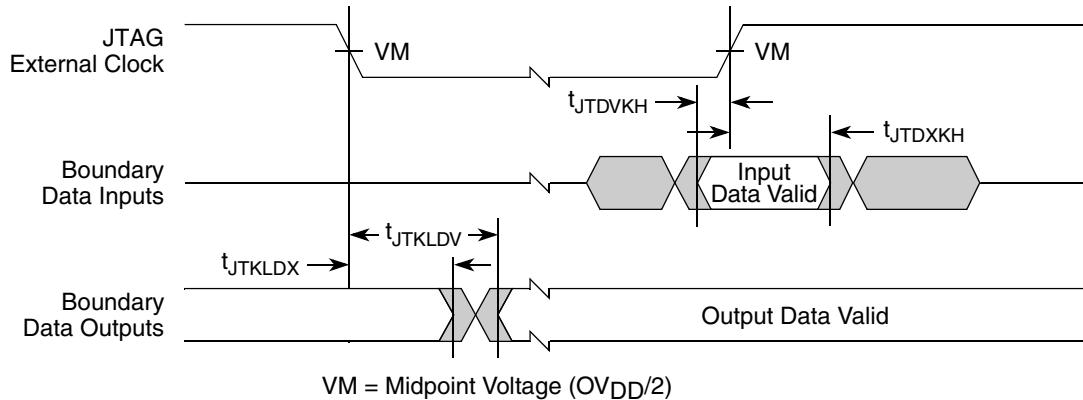 JTAG
External Clock
VM
VM
tJTDVKH
tJTDXKH
Boundary
Data Inputs
Input
Data Valid
tJTKLDV
tJTKLDX
Boundary
Data Outputs
Output Data Valid
VM = Midpoint Voltage (OVDD/2)